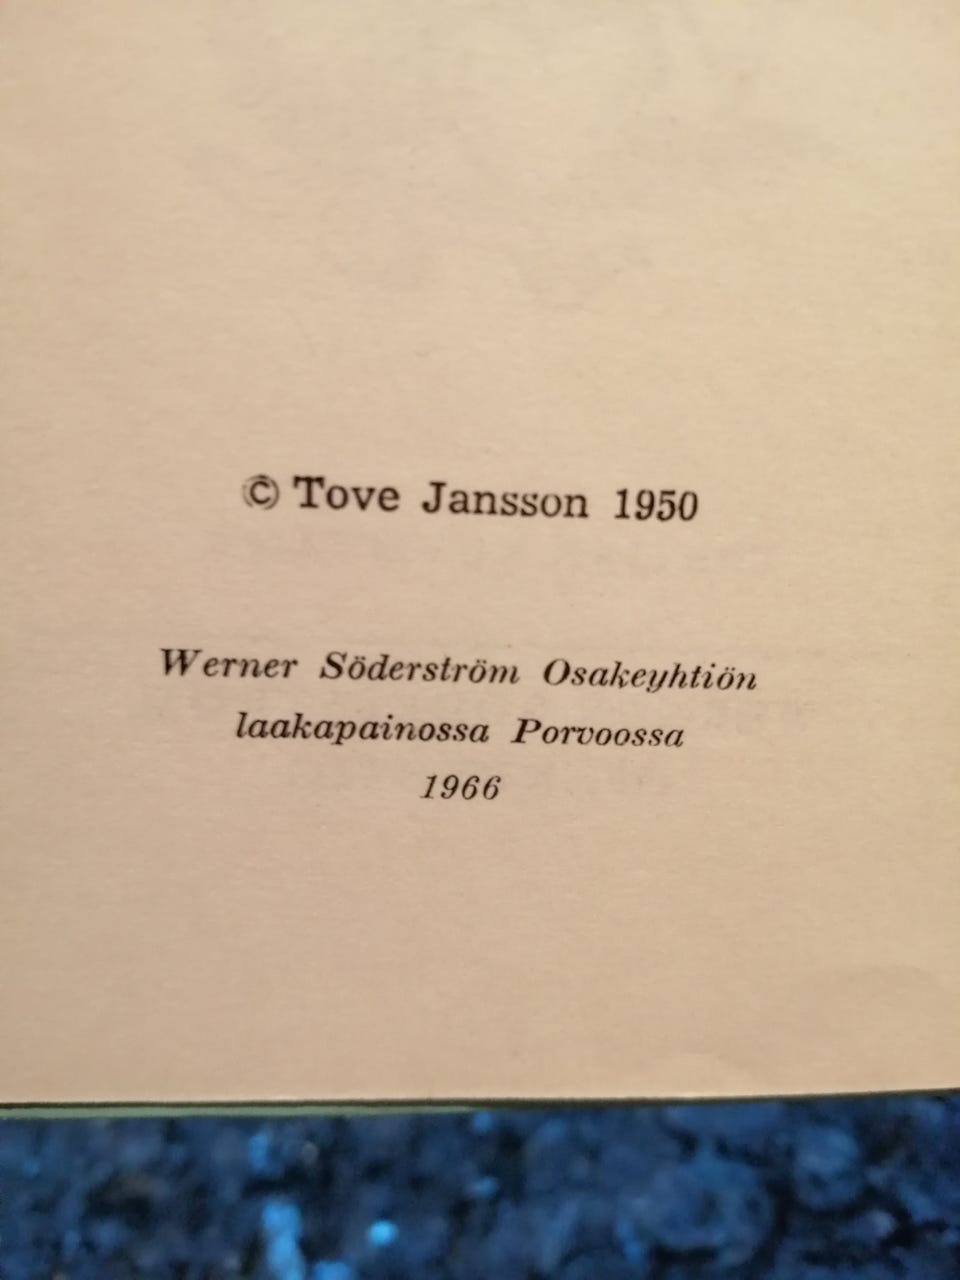 © Tove Jansson 1950
Werner Söderström Osakeyhtiön
laakapainossa Porvoossa
1966